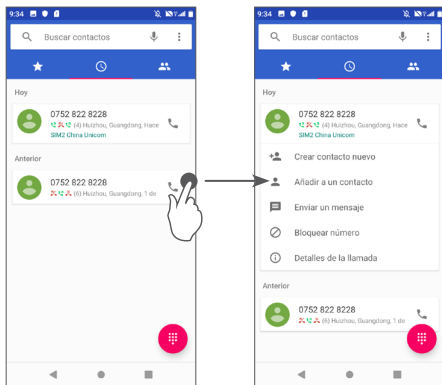 9:34
Buscar contactos
Hoy
0752 822 8228
(4) Huizhou, Guangdong, Hace
SIM2 China Unicom
Anterior
0752 822 8228
(6) Huizhou, Guangdong, 1 de
9:34
Buscar contactos
Hoy
0752 822 8228
(4) Huizhou, Guangdong, Hace
SIM2 China Unicom
Crear contacto nuevo
Añadir a un contacto
Enviar un mensaje
Bloquear número
Detalles de la llamada
Anterior
0752 822 8228
(6) Huizhou, Guangdong, 1 de